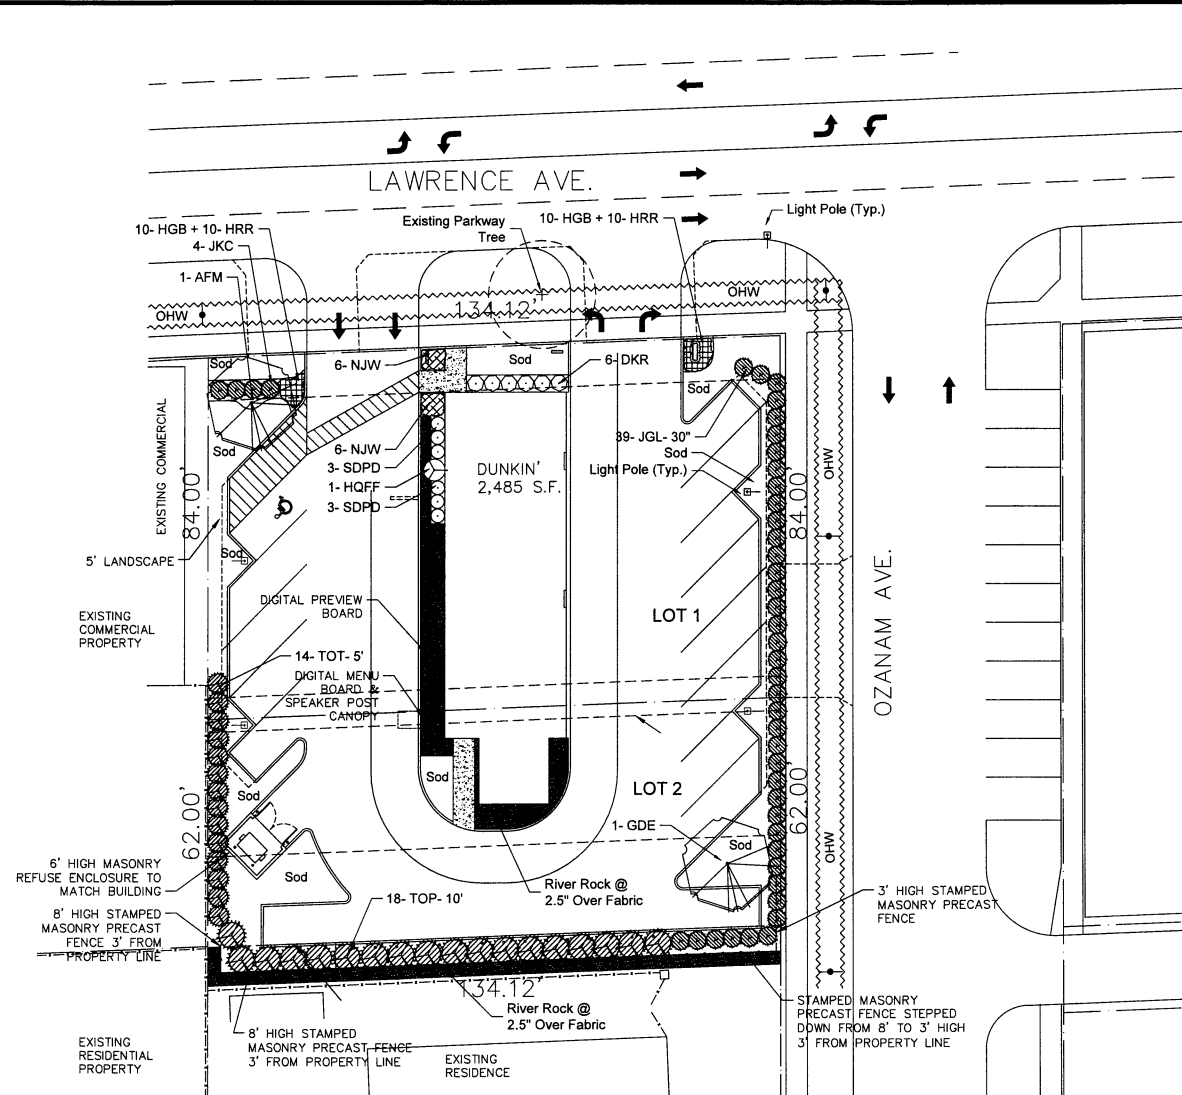 LAWRENCE AVE.
Existing Parkway
Tree
10- HGB + 10- HRR
Light Pole (Typ.)
10- HGB + 10- HRR
4- JKC
1- AFM
OHW
OHW
134.12'
Sod
6- NJW
Sod
6- DKR
Sod
EXISTING COMMERCIAL
84.00'
Sod
6- NJW
3- SDPD
1- HQFF
3- SDPD
DUNKIN'
2,485 S.F.
39- JGL- 30"
Sod
Light Pole (Typ.)
84.00'
OHW
5' LANDSCAPE
Sod
OZANAM AVE.
EXISTING
COMMERCIAL
PROPERTY
DIGITAL PREVIEW
BOARD
LOT 1
14- TOT- 5'
DIGITAL MENU
BOARD &
SPEAKER POST
CANOPY
62.00'
Sod
Sod
LOT 2
62.00'
1- GDE
Sod
OHW
6' HIGH MASONRY
REFUSE ENCLOSURE TO
MATCH BUILDING
Sod
River Rock @
2.5" Over Fabric
18- TOP- 10'
3' HIGH STAMPED
MASONRY PRECAST
FENCE
8' HIGH STAMPED
MASONRY PRECAST
FENCE 3' FROM
PROPERTY LINE
134.12'
River Rock @
2.5" Over Fabric
STAMPED MASONRY
PRECAST FENCE STEPPED
DOWN FROM 8' TO 3' HIGH
3' FROM PROPERTY LINE
8' HIGH STAMPED
MASONRY PRECAST FENCE
3' FROM PROPERTY LINE
EXISTING
RESIDENTIAL
PROPERTY
EXISTING
RESIDENCE